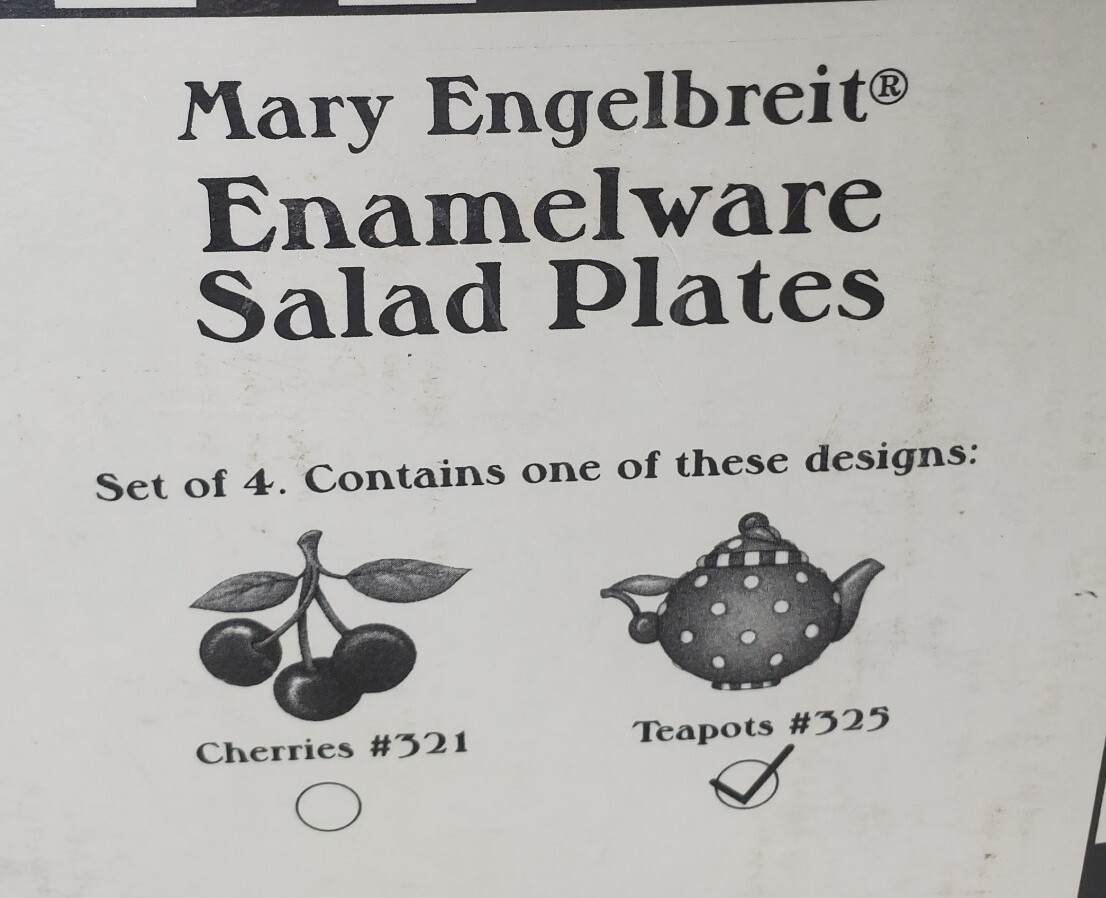 Mary Engelbreit®
Enamelware
Salad Plates
Set of 4. Contains one of these designs:
Cherries #321
Teapots #325